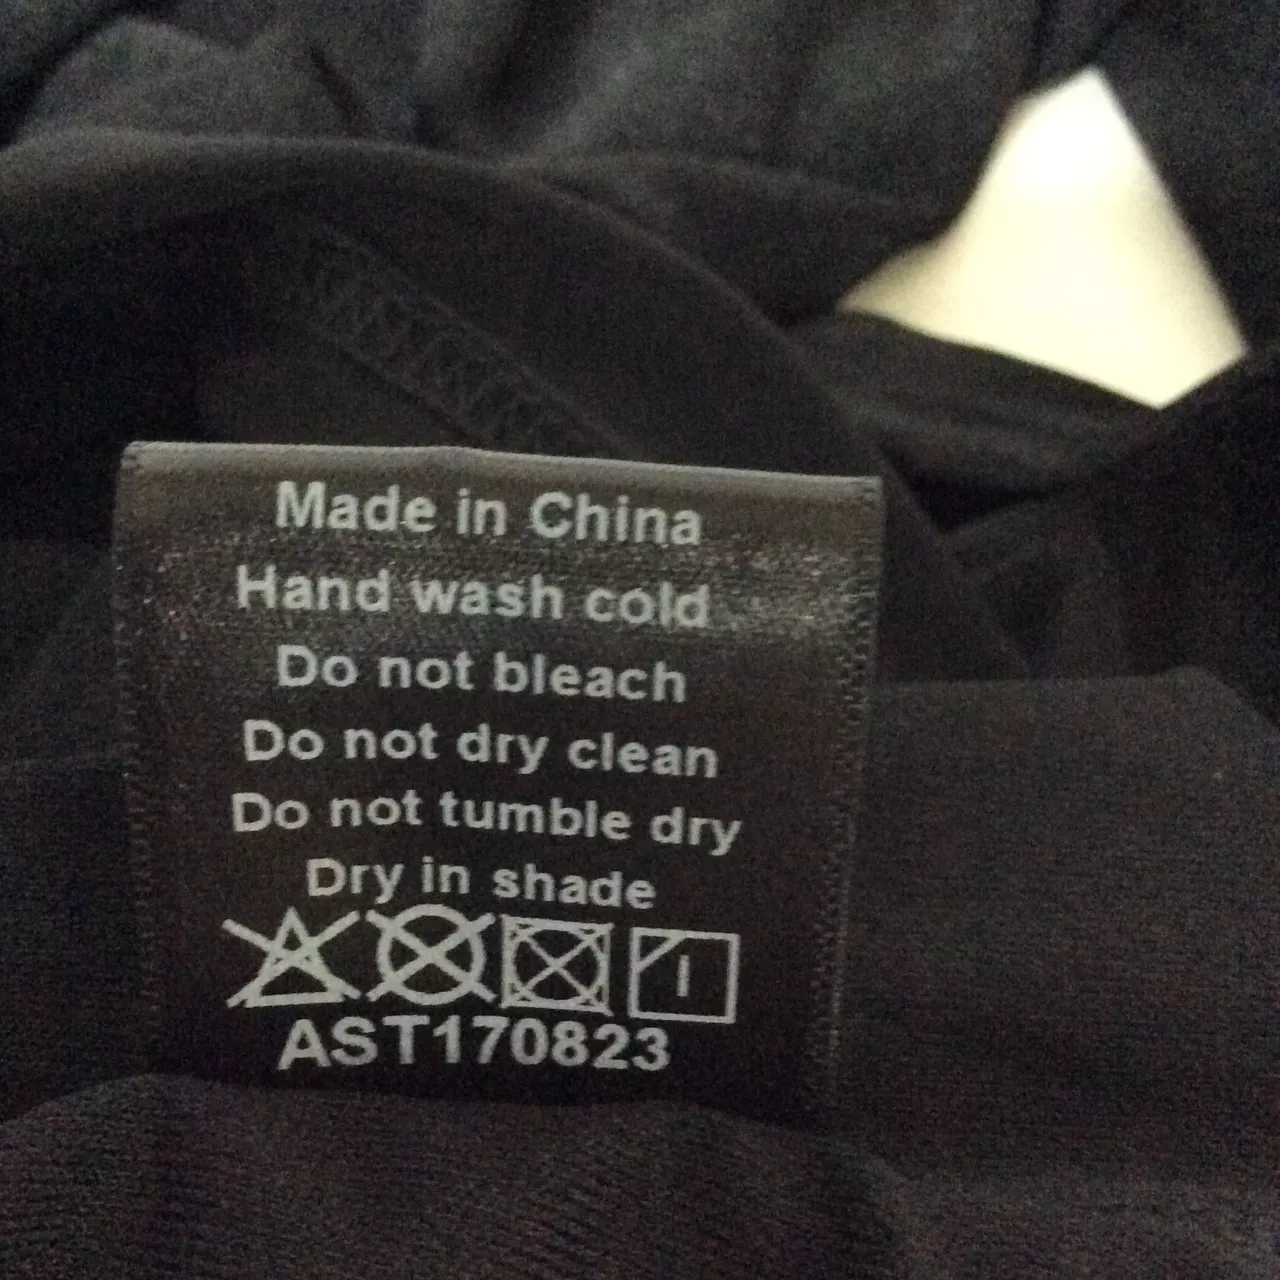 Made in China
Hand wash cold
Do not bleach
Do not dry clean
Do not tumble dry
Dry in shade
AST170823